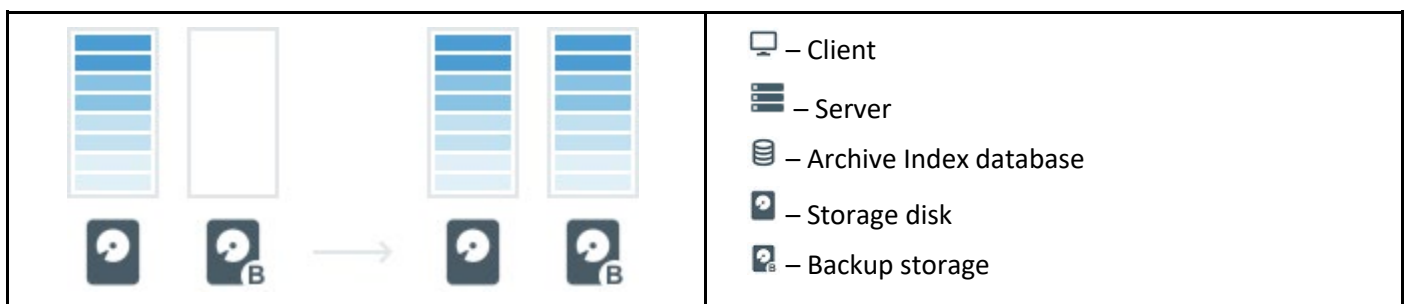 B
B
– Client
– Server
– Archive Index database
– Storage disk
– Backup storage